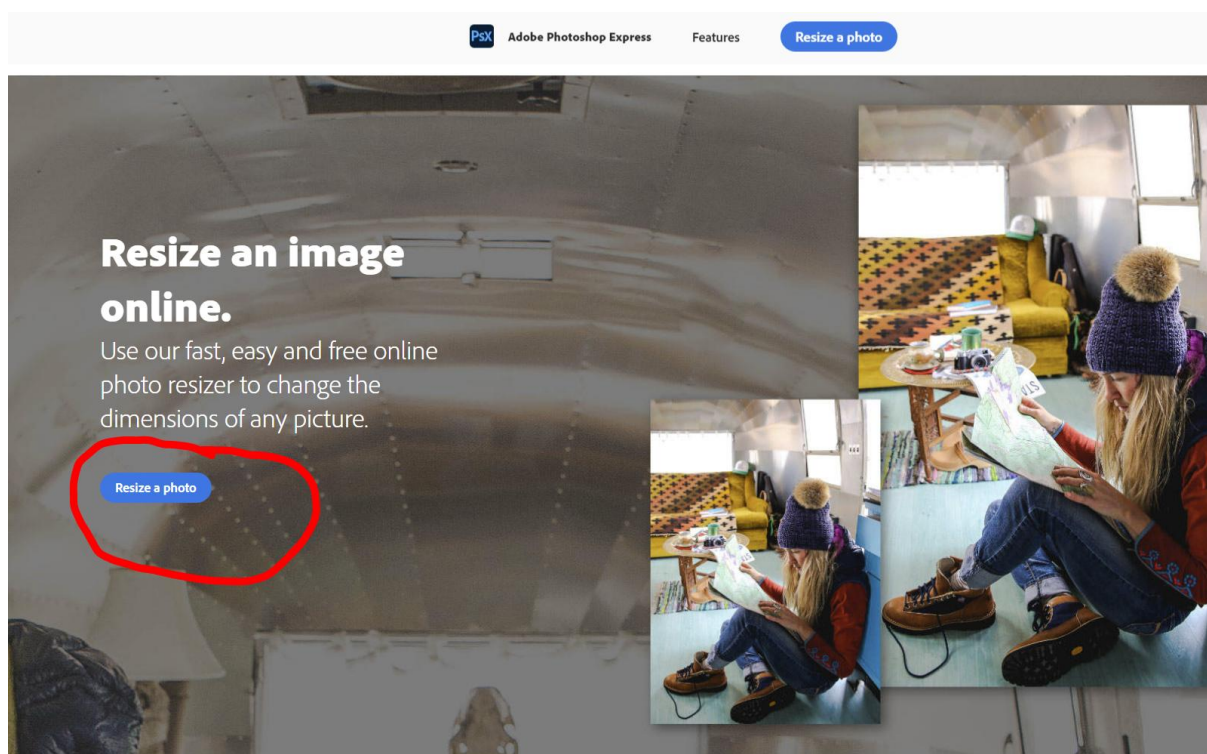 PsX Adobe Photoshop Express Features Resize a photo
Resize an image
online.
Use our fast, easy and free online
photo resizer to change the
dimensions of any picture.
Resize a photo